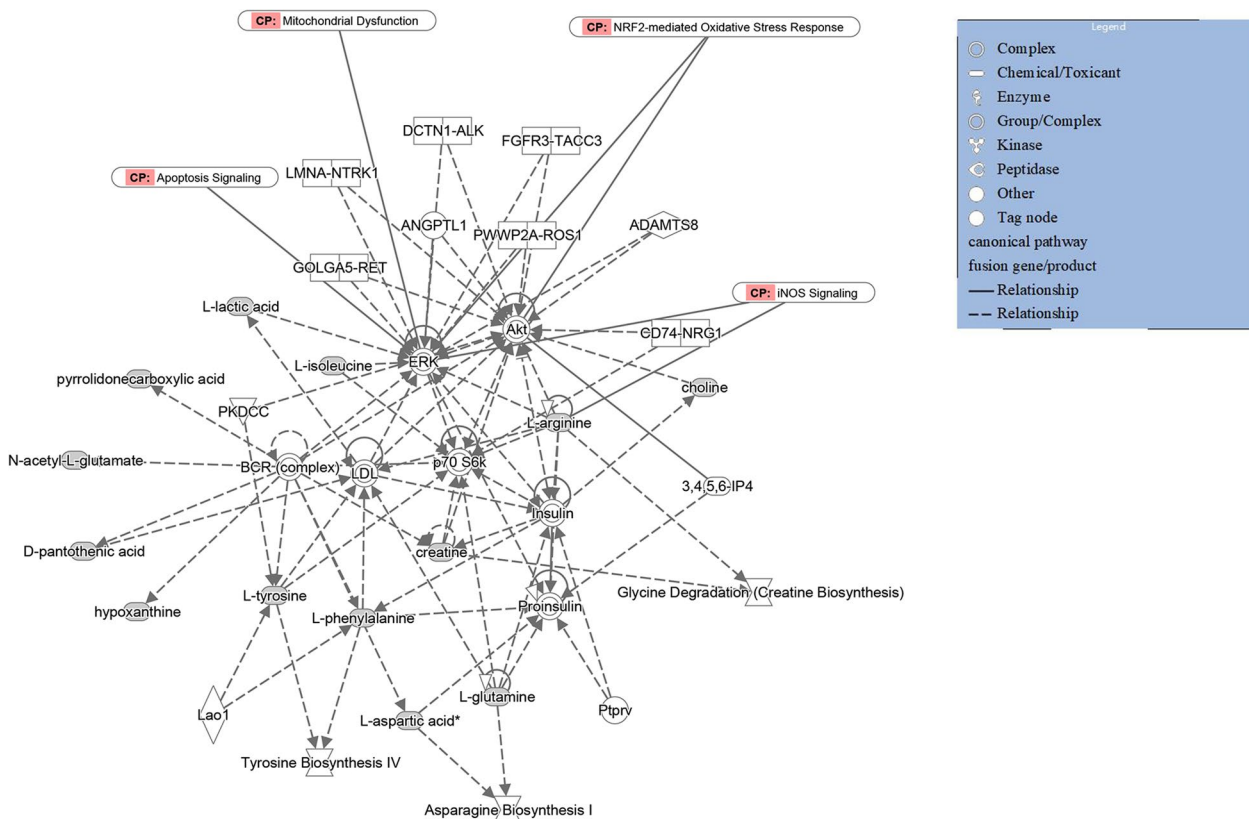 CP: Mitochondrial Dysfunction
CP: NRF2-mediated Oxidative Stress Response
DCTN1-ALK
FGFR3-TACC3
LMNA-NTRK1
CP: Apoptosis Signaling
ANGPTL1
PWWP2A-ROS1
ADAMTS8
GOLGA5-RET
CP: iNOS Signaling
L-lactic acid
Akt
CD74-NRG1
ERK
L-isoleucine
pyrrolidonecarboxylic acid
choline
PKDCC
L-arginine
N-acetyl-L-glutamate
BCR (complex)
LDL
p70 S6k
3,4,5,6-IP4
Insulin
D-pantothenic acid
creatine
L-tyrosine
Glycine Degradation (Creatine Biosynthesis)
hypoxanthine
L-phenylalanine
Proinsulin
L-glutamine
Lao1
L-aspartic acid*
Ptprv
Tyrosine Biosynthesis IV
Asparagine Biosynthesis I
Legend
Complex
Chemical/Toxicant
Enzyme
Group/Complex
Kinase
Peptidase
Other
Tag node
canonical pathway
fusion gene/product
Relationship
Relationship